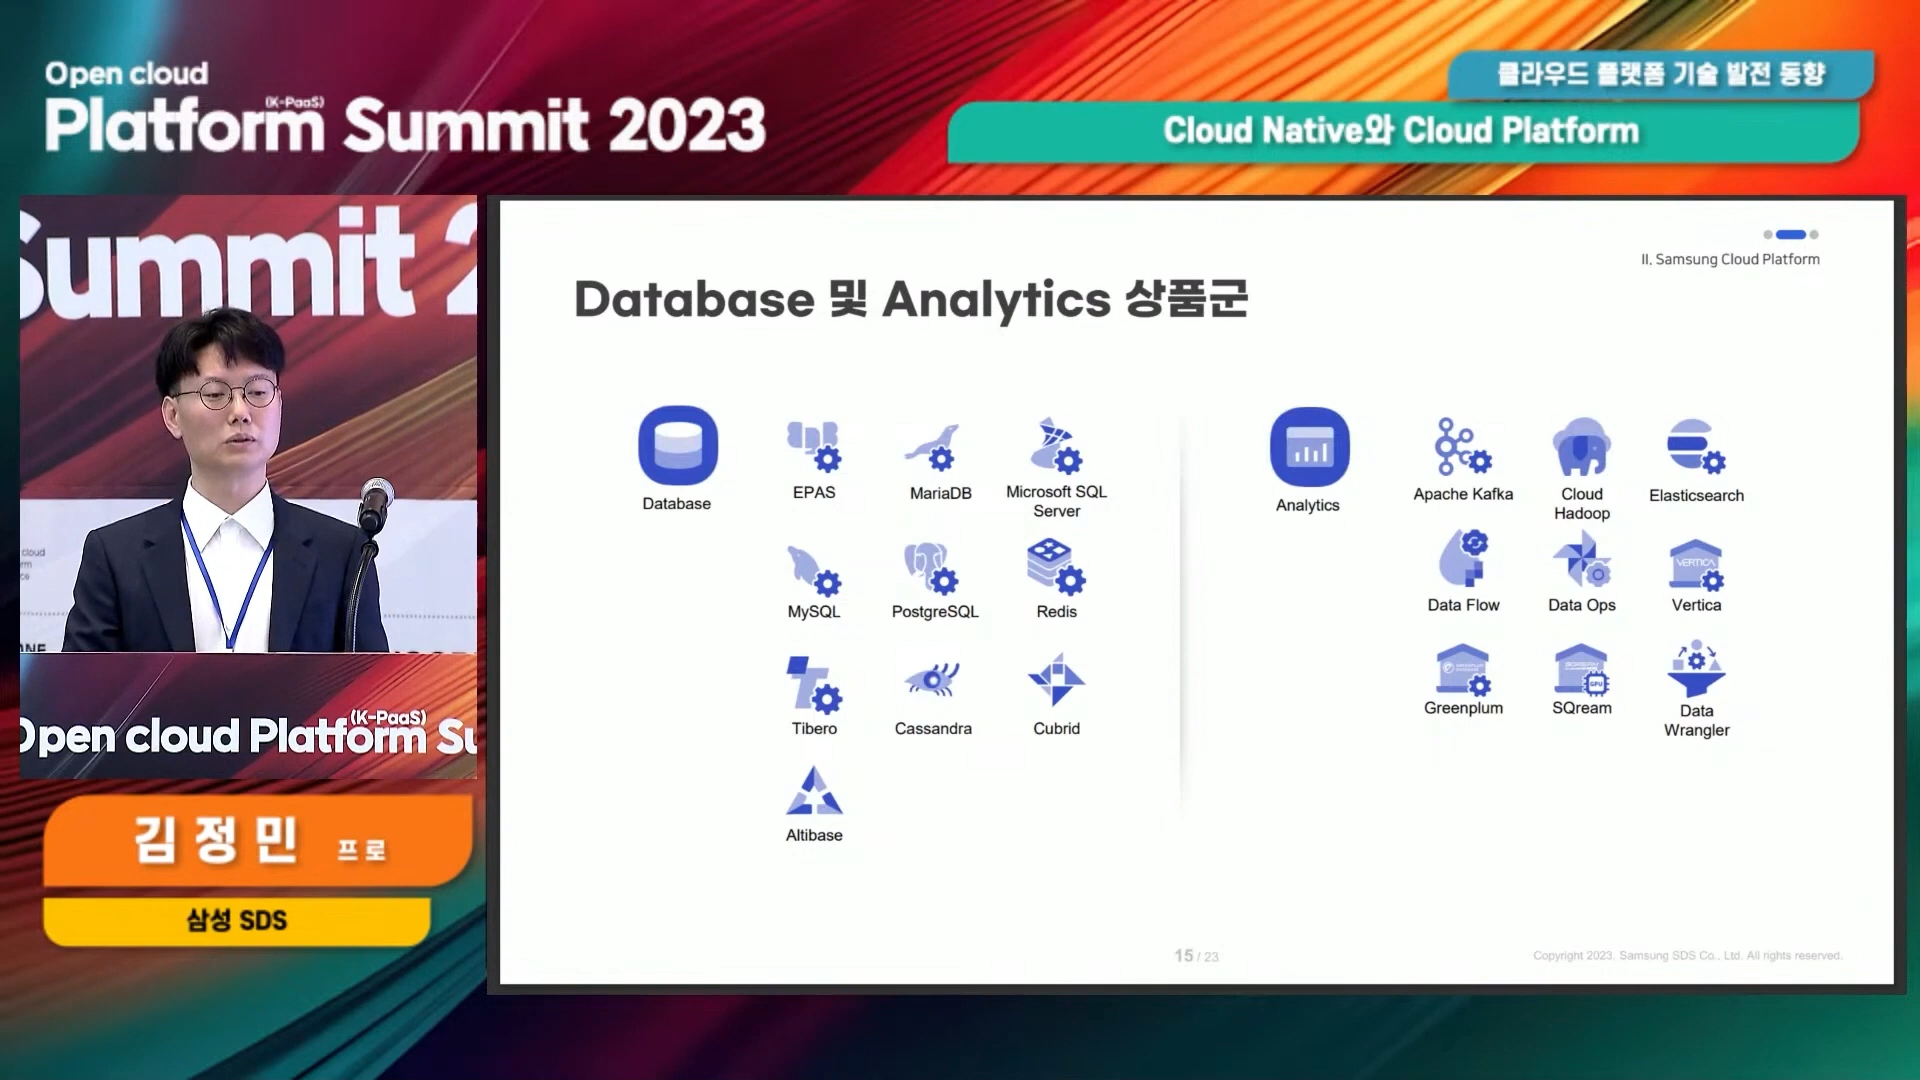 Open cloud
(K-PaaS)
Platform Summit 2023
클라우드 플랫폼 기술 발전 동향
Cloud Native와 Cloud Platform
Summit 2
cloud
Open cloud Platform Su
(K-PaaS)
김정민 프로
삼성 SDS
II. Samsung Cloud Platform
Database 및 Analytics 상품군
Database
EPAS
MariaDB
Microsoft SQL
Server
MySQL
PostgreSQL
Redis
Tibero
Cassandra
Cubrid
Altibase
Analytics
Apache Kafka
Cloud
Hadoop
Elasticsearch
Data Flow
Data Ops
VERTICA
Vertica
Greenplum
GPU
SQream
Data
Wrangler
15 / 23
Copyright 2023. Samsung SDS Co., Ltd. All rights reserved.